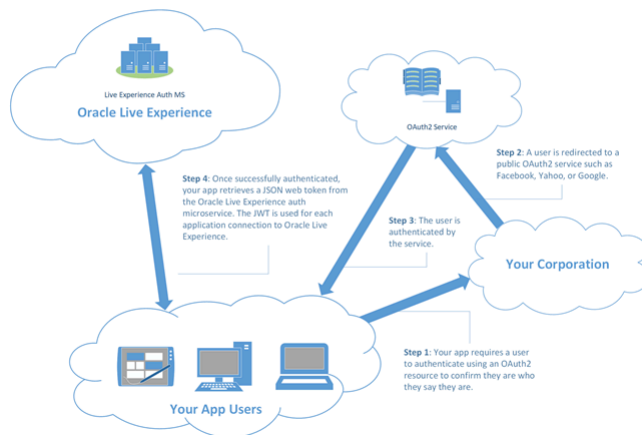 Live Experience Auth MS
Oracle Live Experience
OAuth2 Service
Step 2: A user is redirected to a
public OAuth2 service such as
Facebook, Yahoo, or Google.
Step 4: Once successfully authenticated,
your app retrieves a JSON web token from
the Oracle Live Experience auth
microservice. The JWT is used for each
application connection to Oracle Live
Experience.
Step 3: The user is
authenticated by
the service.
Your Corporation
Step 1: Your app requires a user
to authenticate using an OAuth2
resource to confirm they are who
they say they are.
Your App Users